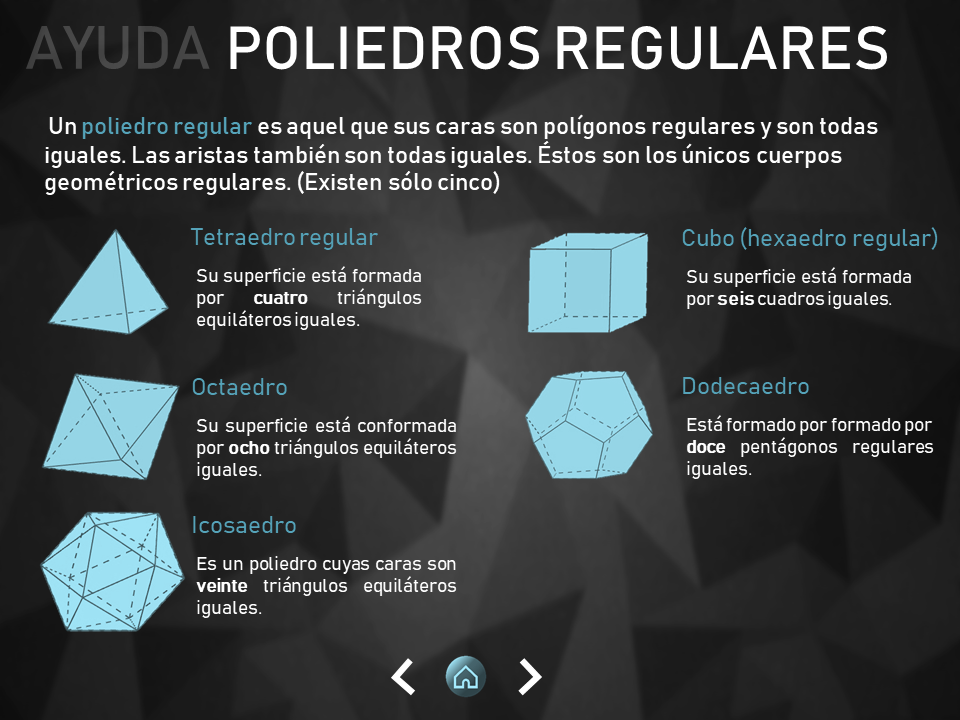 AYUDA POLIEDROS REGULARES
Un poliedro regular es aquel que sus caras son polígonos regulares y son todas
iguales. Las aristas también son todas iguales. Éstos son los únicos cuerpos
geométricos regulares. (Existen sólo cinco)
Tetraedro regular
Su superficie está formada
por cuatro triángulos
equiláteros iguales.
Cubo (hexaedro regular)
Su superficie está formada
por seis cuadros iguales.
Octaedro
Su superficie está conformada
por ocho triángulos equiláteros
iguales.
Dodecaedro
Está formado por formado por
doce pentágonos regulares
iguales.
Icosaedro
Es un poliedro cuyas caras son
veinte triángulos equiláteros
iguales.